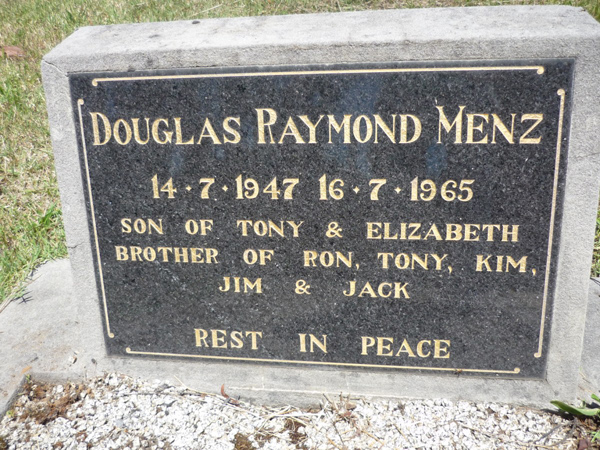 DOUGLAS RAYMOND MENZ
14·7·1947 16·7·1965
SON OF TONY & ELIZABETH
BROTHER OF RON, TONY, KIM,
JIM & JACK
REST IN PEACE